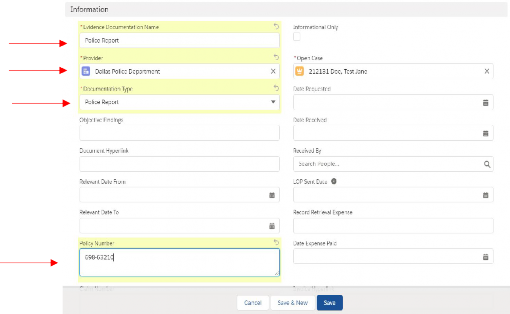 Information
* Evidence Documentation Name
Police Report
Informational Only
* Provider
Dallas Police Department
* Open Case
212181 Doe, Test Jane
* Documentation Type
Police Report
Date Requested
Objective Findings
Date Received
Document Hyperlink
Received By
Search People...
Relevant Date From
LOP Sent Date
Relevant Date To
Record Retrieval Expense
Policy Number
Date Expense Paid
Cancel
Save & New
Save